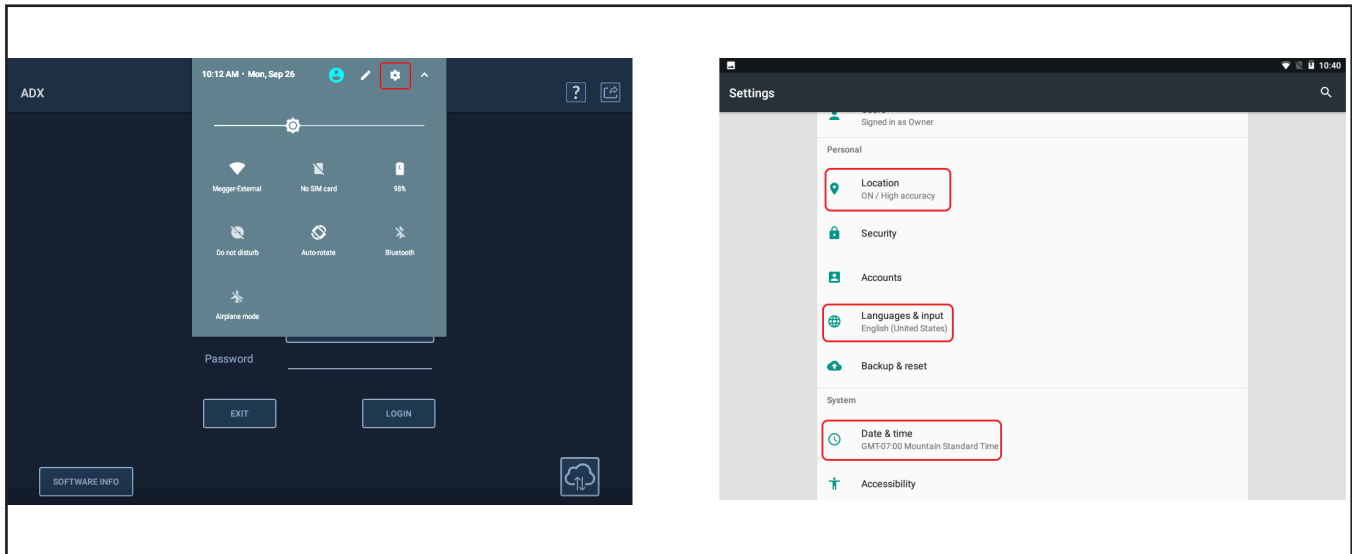 10:12 AM • Mon, Sep 26
ADX
?
Megger-External
No SIM card
98%
Do not disturb
Auto-rotate
Bluetooth
Airplane mode
Password
EXIT
LOGIN
SOFTWARE INFO
10:40
Settings
Signed in as Owner
Personal
Location
ON / High accuracy
Security
Accounts
Languages & input
English (United States)
Backup & reset
System
Date & time
GMT-07:00 Mountain Standard Time
Accessibility